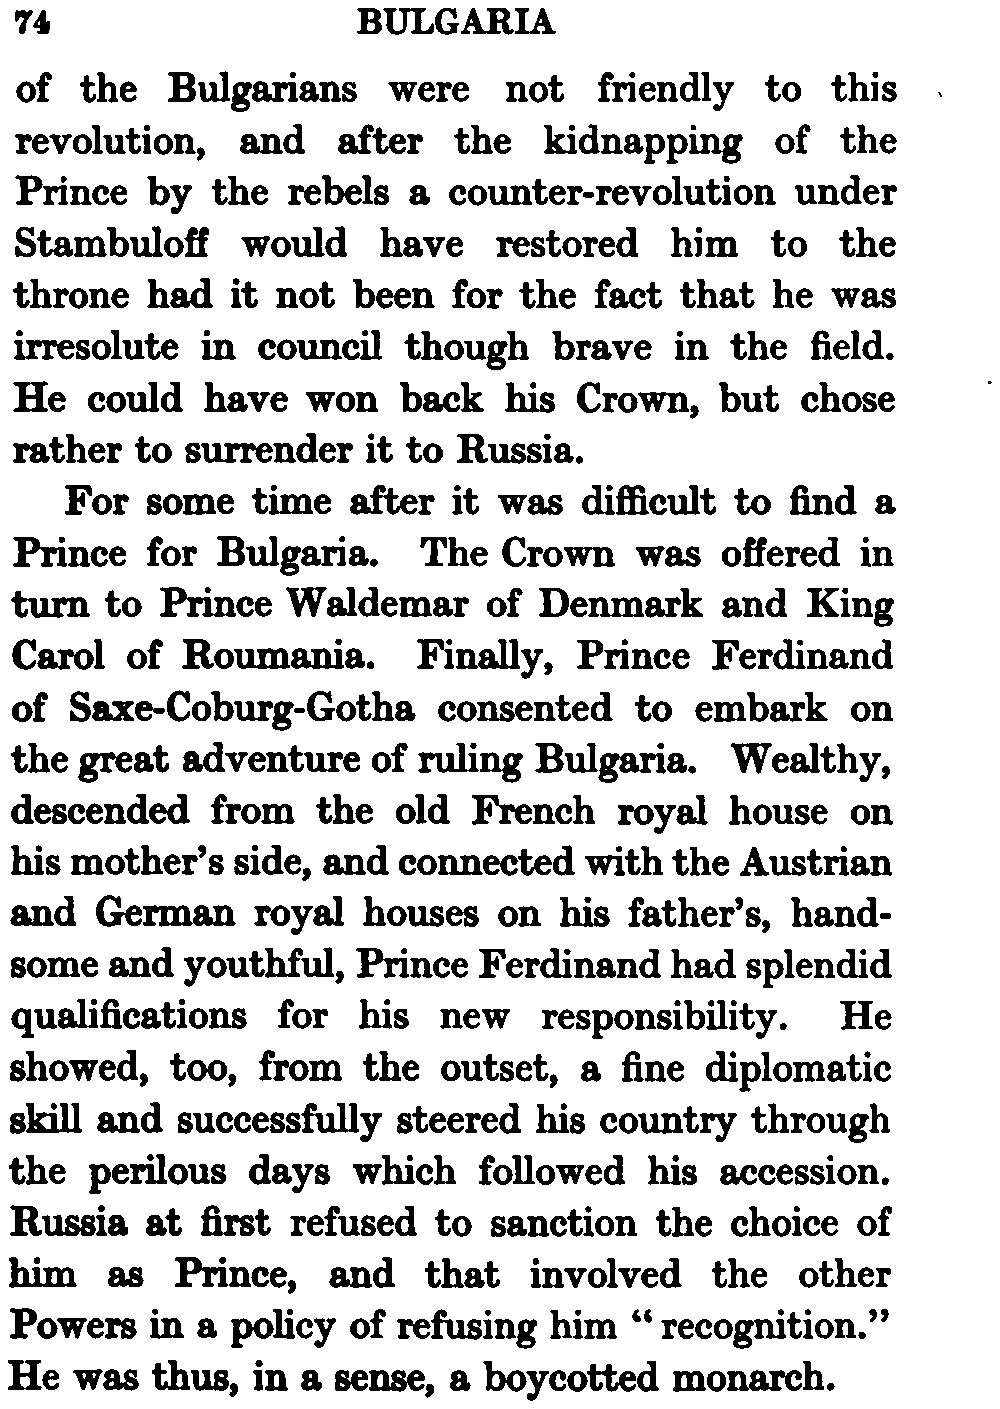 74 BULGARIA
of the Bulgarians were not friendly to this
revolution, and after the kidnapping of the
Prince by the rebels a counter-revolution under
Stambuloff would have restored him to the
throne had it not been for the fact that he was
irresolute in council though brave in the field.
He could have won back his Crown, but chose
rather to surrender it to Russia.
For some time after it was difficult to find a
Prince for Bulgaria. The Crown was offered in
turn to Prince Waldemar of Denmark and King
Carol of Roumania. Finally, Prince Ferdinand
of Saxe-Coburg-Gotha consented to embark on
the great adventure of ruling Bulgaria. Wealthy,
descended from the old French royal house on
his mother's side, and connected with the Austrian
and German royal houses on his father's, hand-
some and youthful, Prince Ferdinand had splendid
qualifications for his new responsibility. He
showed, too, from the outset, a fine diplomatic
skill and successfully steered his country through
the perilous days which followed his accession.
Russia at first refused to sanction the choice of
him as Prince, and that involved the other
Powers in a policy of refusing him “ recognition.”
He was thus, in a sense, a boycotted monarch.